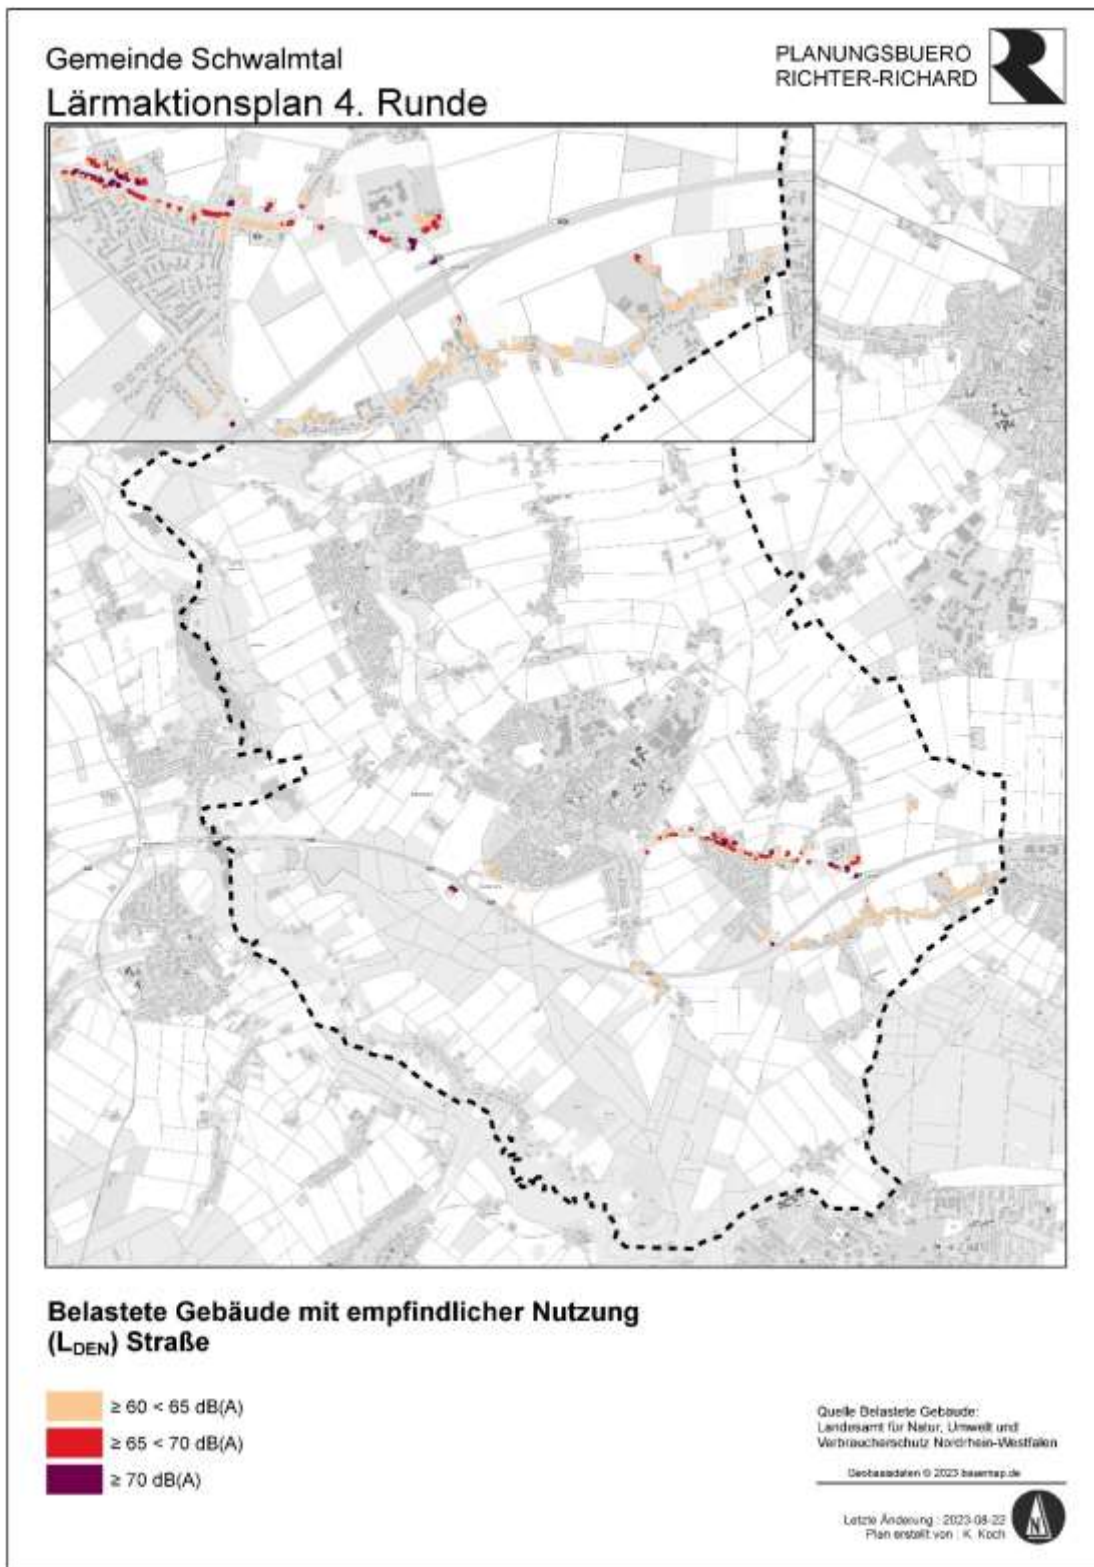 Gemeinde Schwalmtal
Lärmaktionsplan 4. Runde
PLANUNGSBUERO
RICHTER-RICHARD
Belastete Gebäude mit empfindlicher Nutzung
(LDEN) Straße
≥ 60 < 65 dB(A)
≥ 65 < 70 dB(A)
≥ 70 dB(A)
Quelle Belastete Gebäude:
Landesamt für Natur, Umwelt und
Verbraucherschutz Nordrhein-Westfalen
Geobasisdaten © 2023 basemap.de
Letzte Änderung : 2023-08-22
Plan erstellt von : K. Koch
N